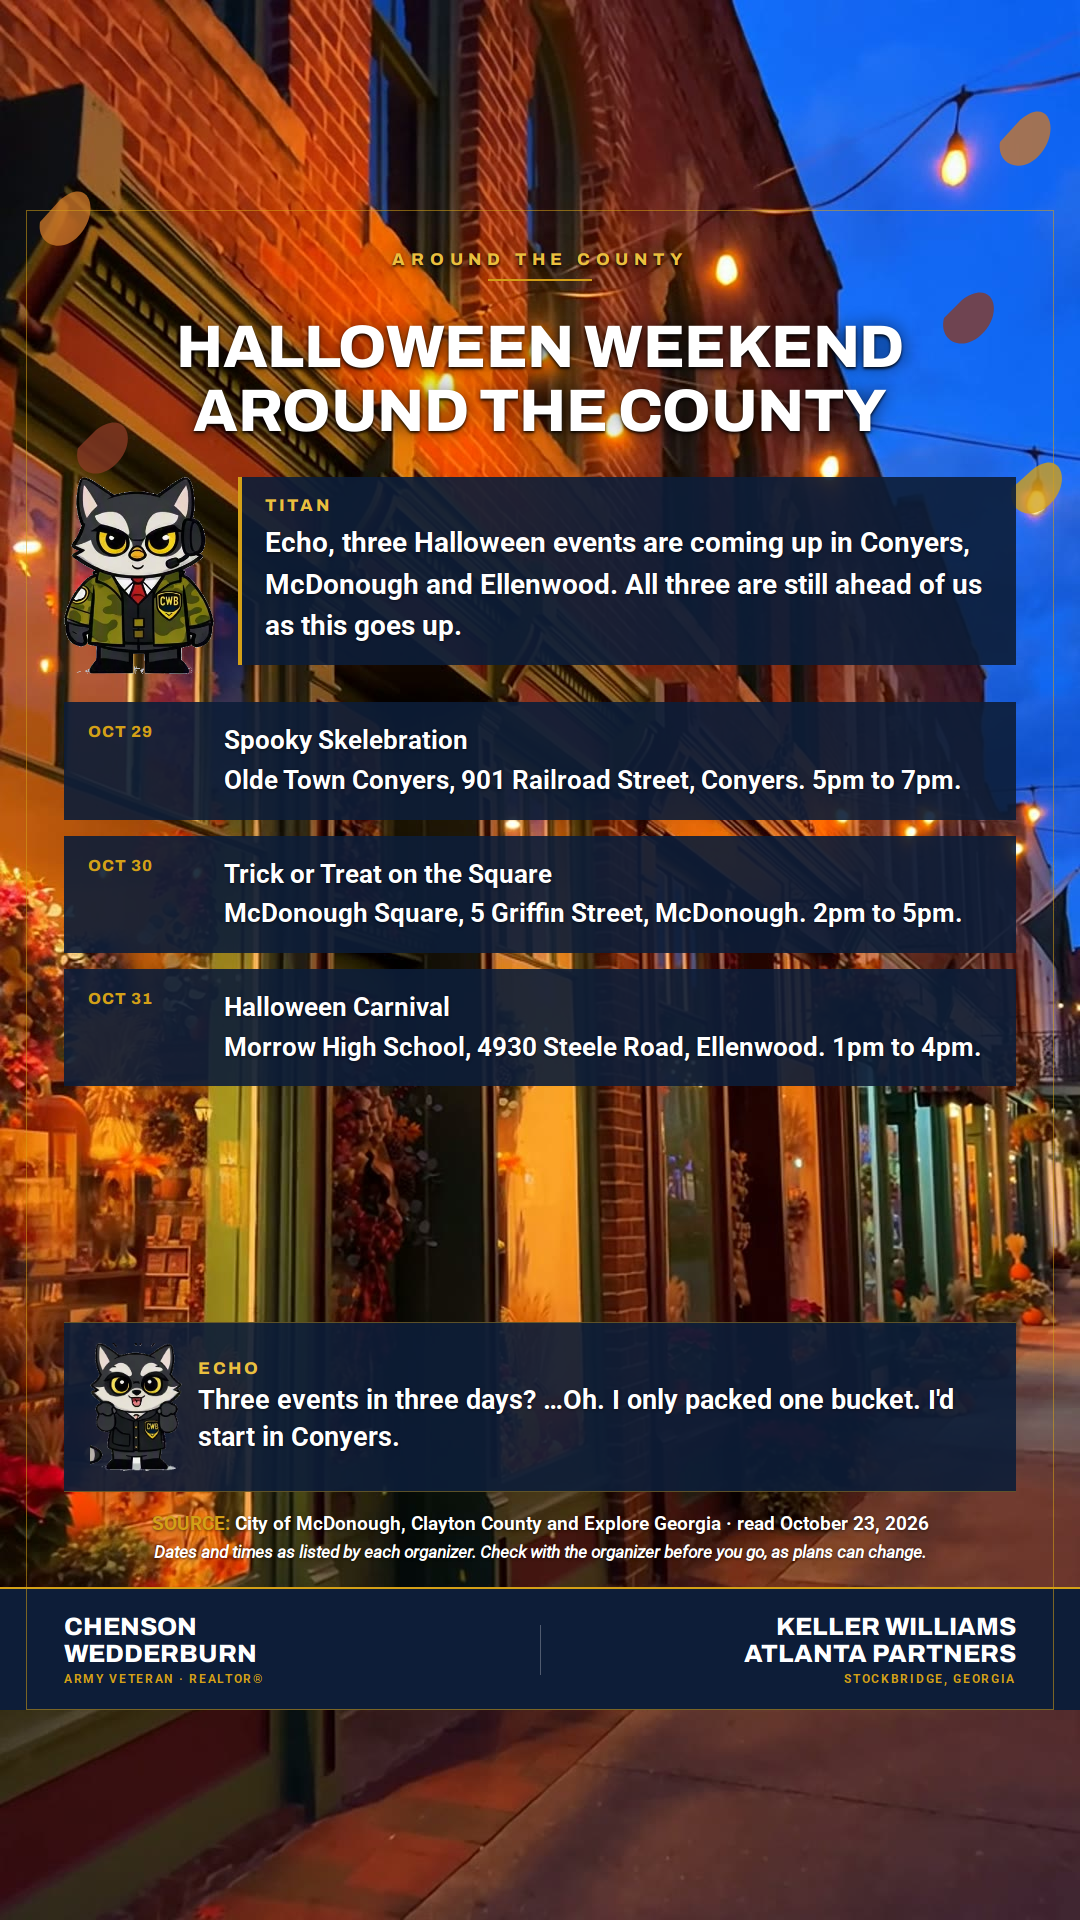 AROUND THE COUNTY
HALLOWEEN WEEKEND
AROUND THE COUNTY
TITAN
Echo, three Halloween events are coming up in Conyers,
McDonough and Ellenwood. All three are still ahead of us
as this goes up.
CWB
OCT 29
Spooky Skelebration
Olde Town Conyers, 901 Railroad Street, Conyers. 5pm to 7pm.
OCT 30
Trick or Treat on the Square
McDonough Square, 5 Griffin Street, McDonough. 2pm to 5pm.
OCT 31
Halloween Carnival
Morrow High School, 4930 Steele Road, Ellenwood. 1pm to 4pm.
ECHO
Three events in three days? …Oh. I only packed one bucket. I'd
start in Conyers.
CWB
SOURCE: City of McDonough, Clayton County and Explore Georgia · read October 23, 2026
Dates and times as listed by each organizer. Check with the organizer before you go, as plans can change.
CHENSON
WEDDERBURN
ARMY VETERAN · REALTOR®
KELLER WILLIAMS
ATLANTA PARTNERS
STOCKBRIDGE, GEORGIA